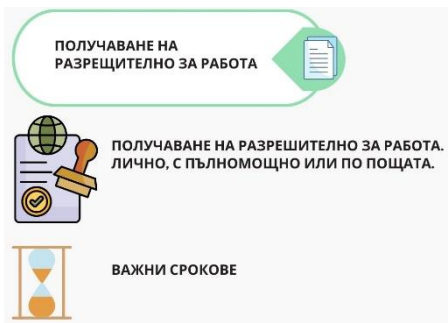 ПОЛУЧАВАНЕ НА
РАЗРЕЩИТЕЛНО ЗА РАБОТА
ПОЛУЧАВАНЕ НА РАЗРЕШИТЕЛНО ЗА РАБОТА.
ЛИЧНО, С ПЪЛНОМОЩНО ИЛИ ПО ПОЩАТА.
ВАЖНИ СРОКОВЕ